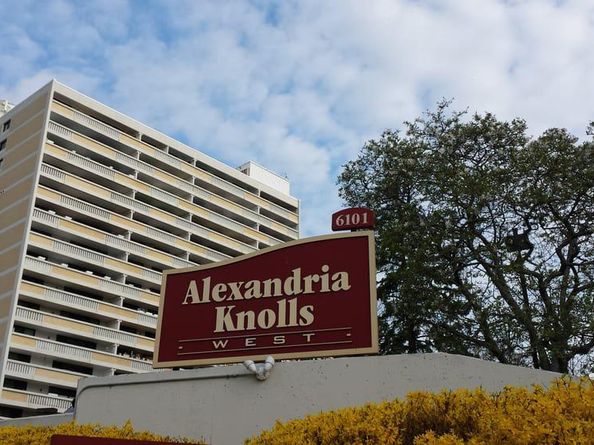 6101
Alexandria
Knolls
WEST